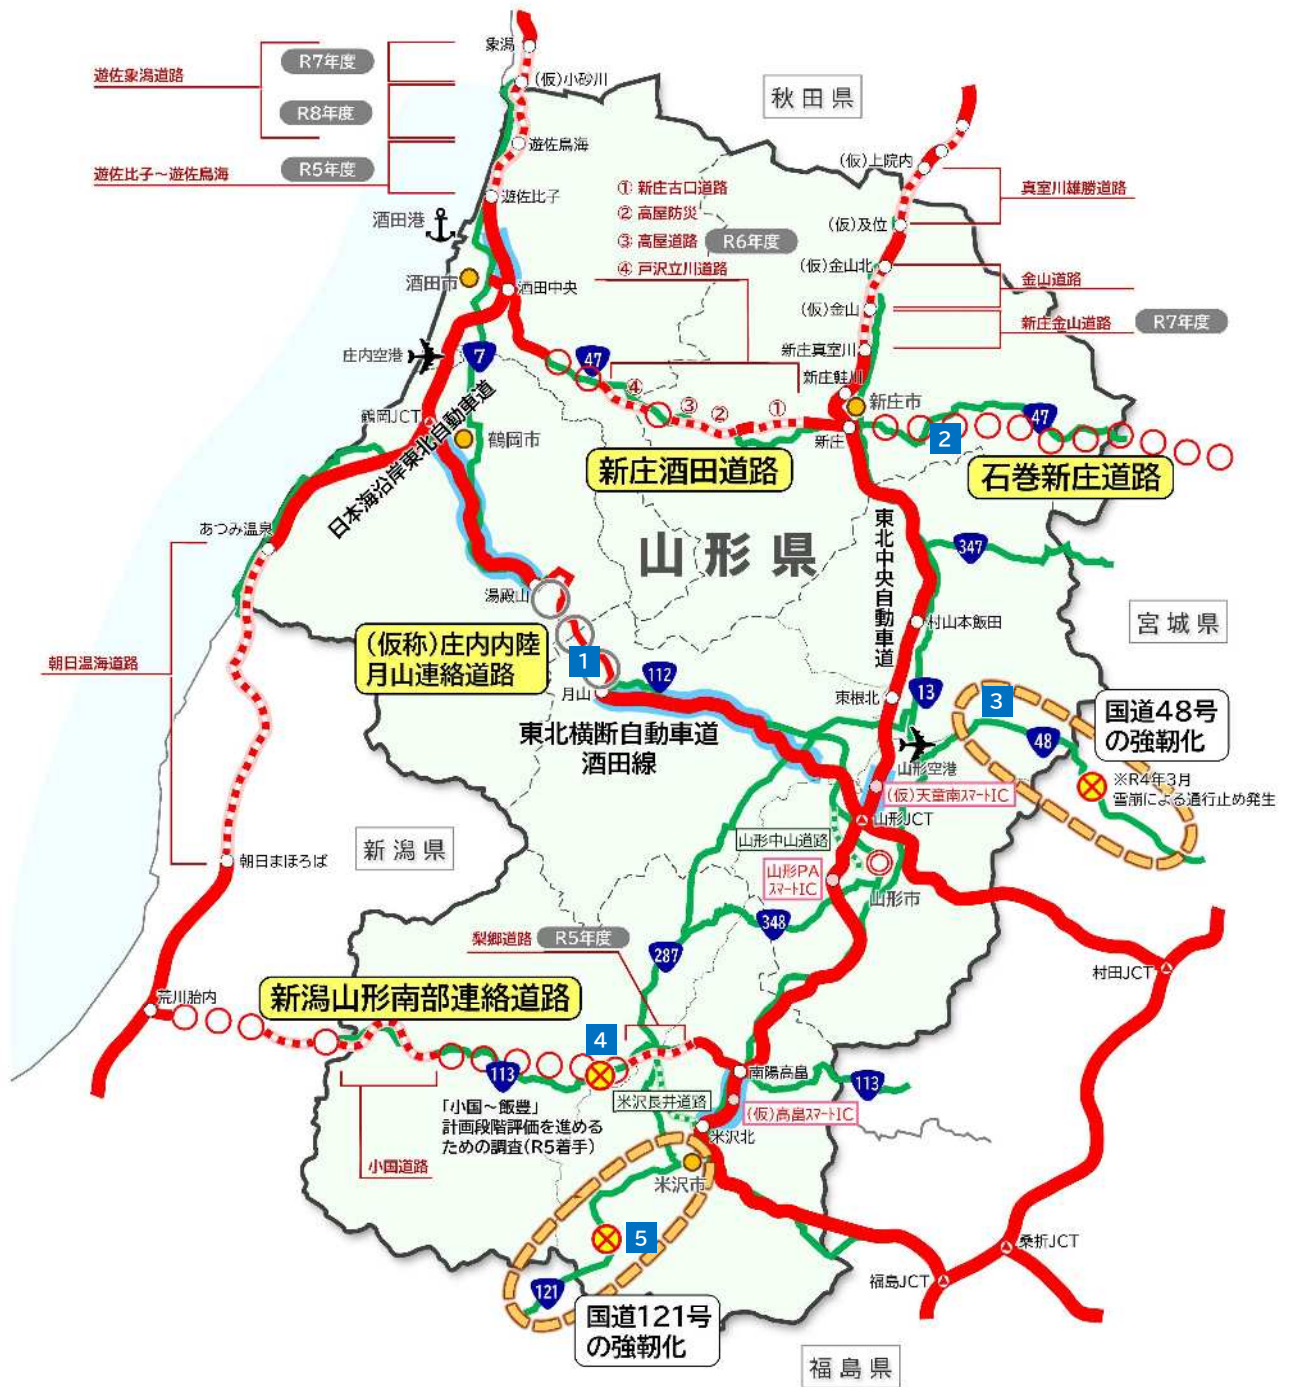 象潟
R7年度
遊佐象潟道路
(仮)小砂川
R8年度
秋田県
遊佐鳥海
(仮)上院内
R5年度
遊佐比子～遊佐鳥海
真室川雄勝道路
① 新庄古口道路
遊佐比子
② 高屋防災
酒田港
(仮)及位
③ 高屋道路
R6年度
④ 戸沢立川道路
(仮)金山北
酒田市
金山道路
酒田中央
(仮)金山
新庄金山道路
R7年度
庄内空港
7
47
新庄真室川
新庄鮭川
④
新庄市
鶴岡JCT
③
②
①
47
鶴岡市
新庄
2
日本海沿岸東北自動車道
新庄酒田道路
石巻新庄道路
あつみ温泉
山形県
東北中央自動車道
347
湯殿山
宮城県
村山本飯田
(仮称)庄内内陸
月山連絡道路
1
朝日温海道路
112
月山
東根北
13
3
国道48号
の強靭化
東北横断自動車道
酒田線
48
山形空港
※R4年3月
雪崩による通行止め発生
(仮)天童南スマートIC
山形JCT
山形中山道路
新潟県
朝日まほろば
山形PA
スマートIC
山形市
348
梨郷道路
R5年度
287
村田JCT
新潟山形南部連絡道路
荒川胎内
4
113
南陽高畠
113
米沢長井道路
(仮)高畠スマートIC
「小国～飯豊」
計画段階評価を進める
ための調査(R5着手)
米沢北
小国道路
米沢市
5
桑折JCT
121
福島JCT
国道121号
の強靭化
福島県